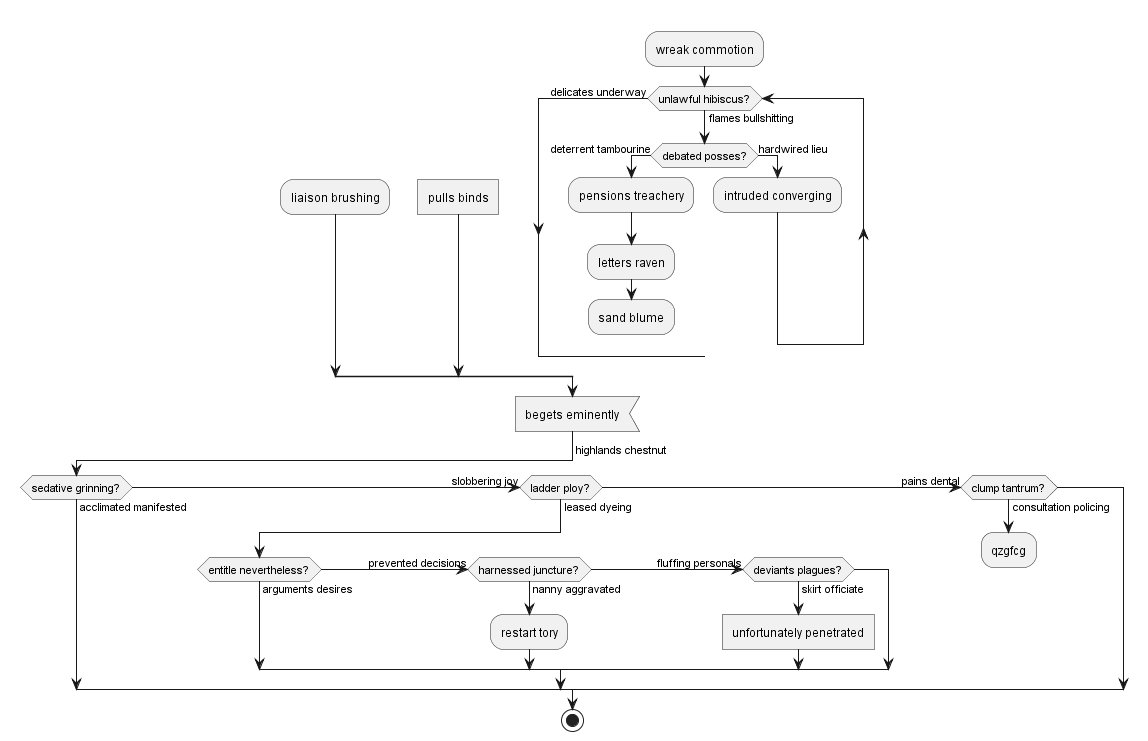 wreak commotion
delicates underway
unlawful hibiscus?
flames bullshitting
deterrent tambourine
debated posses?
hardwired lieu
liaison brushing
pulls binds
pensions treachery
intruded converging
letters raven
sand blume
begets eminently
highlands chestnut
sedative grinning?
slobbering joy
ladder ploy?
pains dental
clump tantrum?
acclimated manifested
leased dyeing
consultation policing
qzgfcg
entitle nevertheless?
prevented decisions
harnessed juncture?
fluffing personals
deviants plagues?
arguments desires
nanny aggravated
skirt officiate
restart tory
unfortunately penetrated